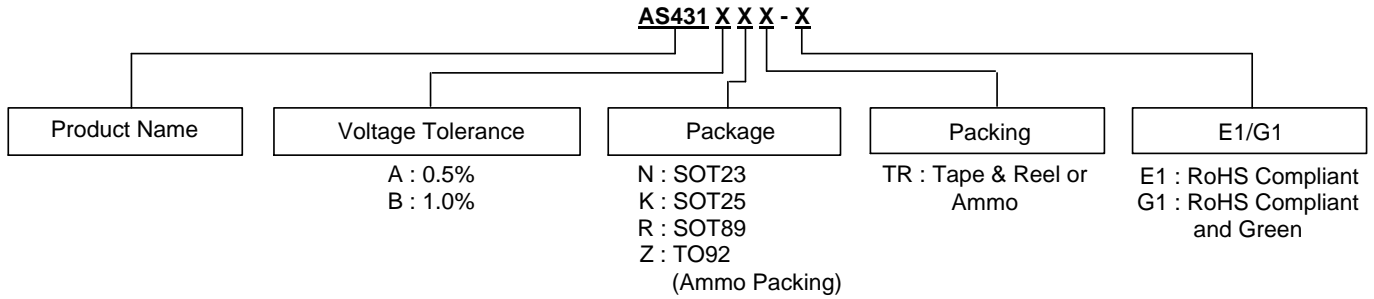 AS431 X X X - X
Product Name
Voltage Tolerance
Package
Packing
E1/G1
A : 0.5%
B : 1.0%
N : SOT23
K : SOT25
R : SOT89
Z : TO92
(Ammo Packing)
TR : Tape & Reel or
Ammo
E1 : RoHS Compliant
G1 : RoHS Compliant
and Green